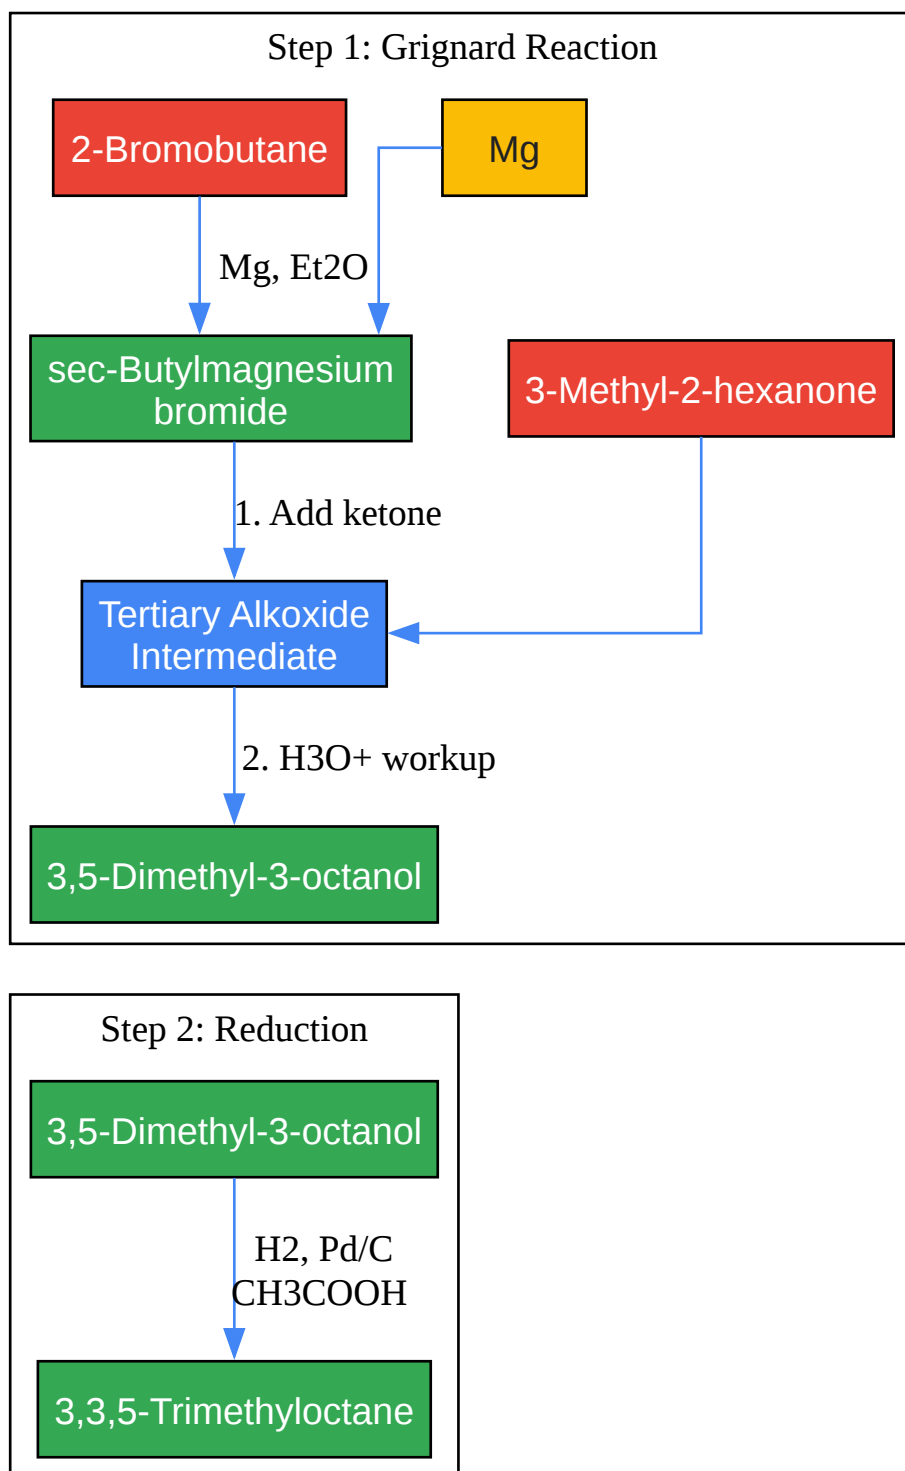 Step 1: Grignard Reaction
2-Bromobutane
Mg
Mg, Et2O
sec-Butylmagnesium
bromide
3-Methyl-2-hexanone
1. Add ketone
Tertiary Alkoxide
Intermediate
2. H3O+ workup
3,5-Dimethyl-3-octanol
Step 2: Reduction
3,5-Dimethyl-3-octanol
H2, Pd/C
CH3COOH
3,3,5-Trimethyloctane